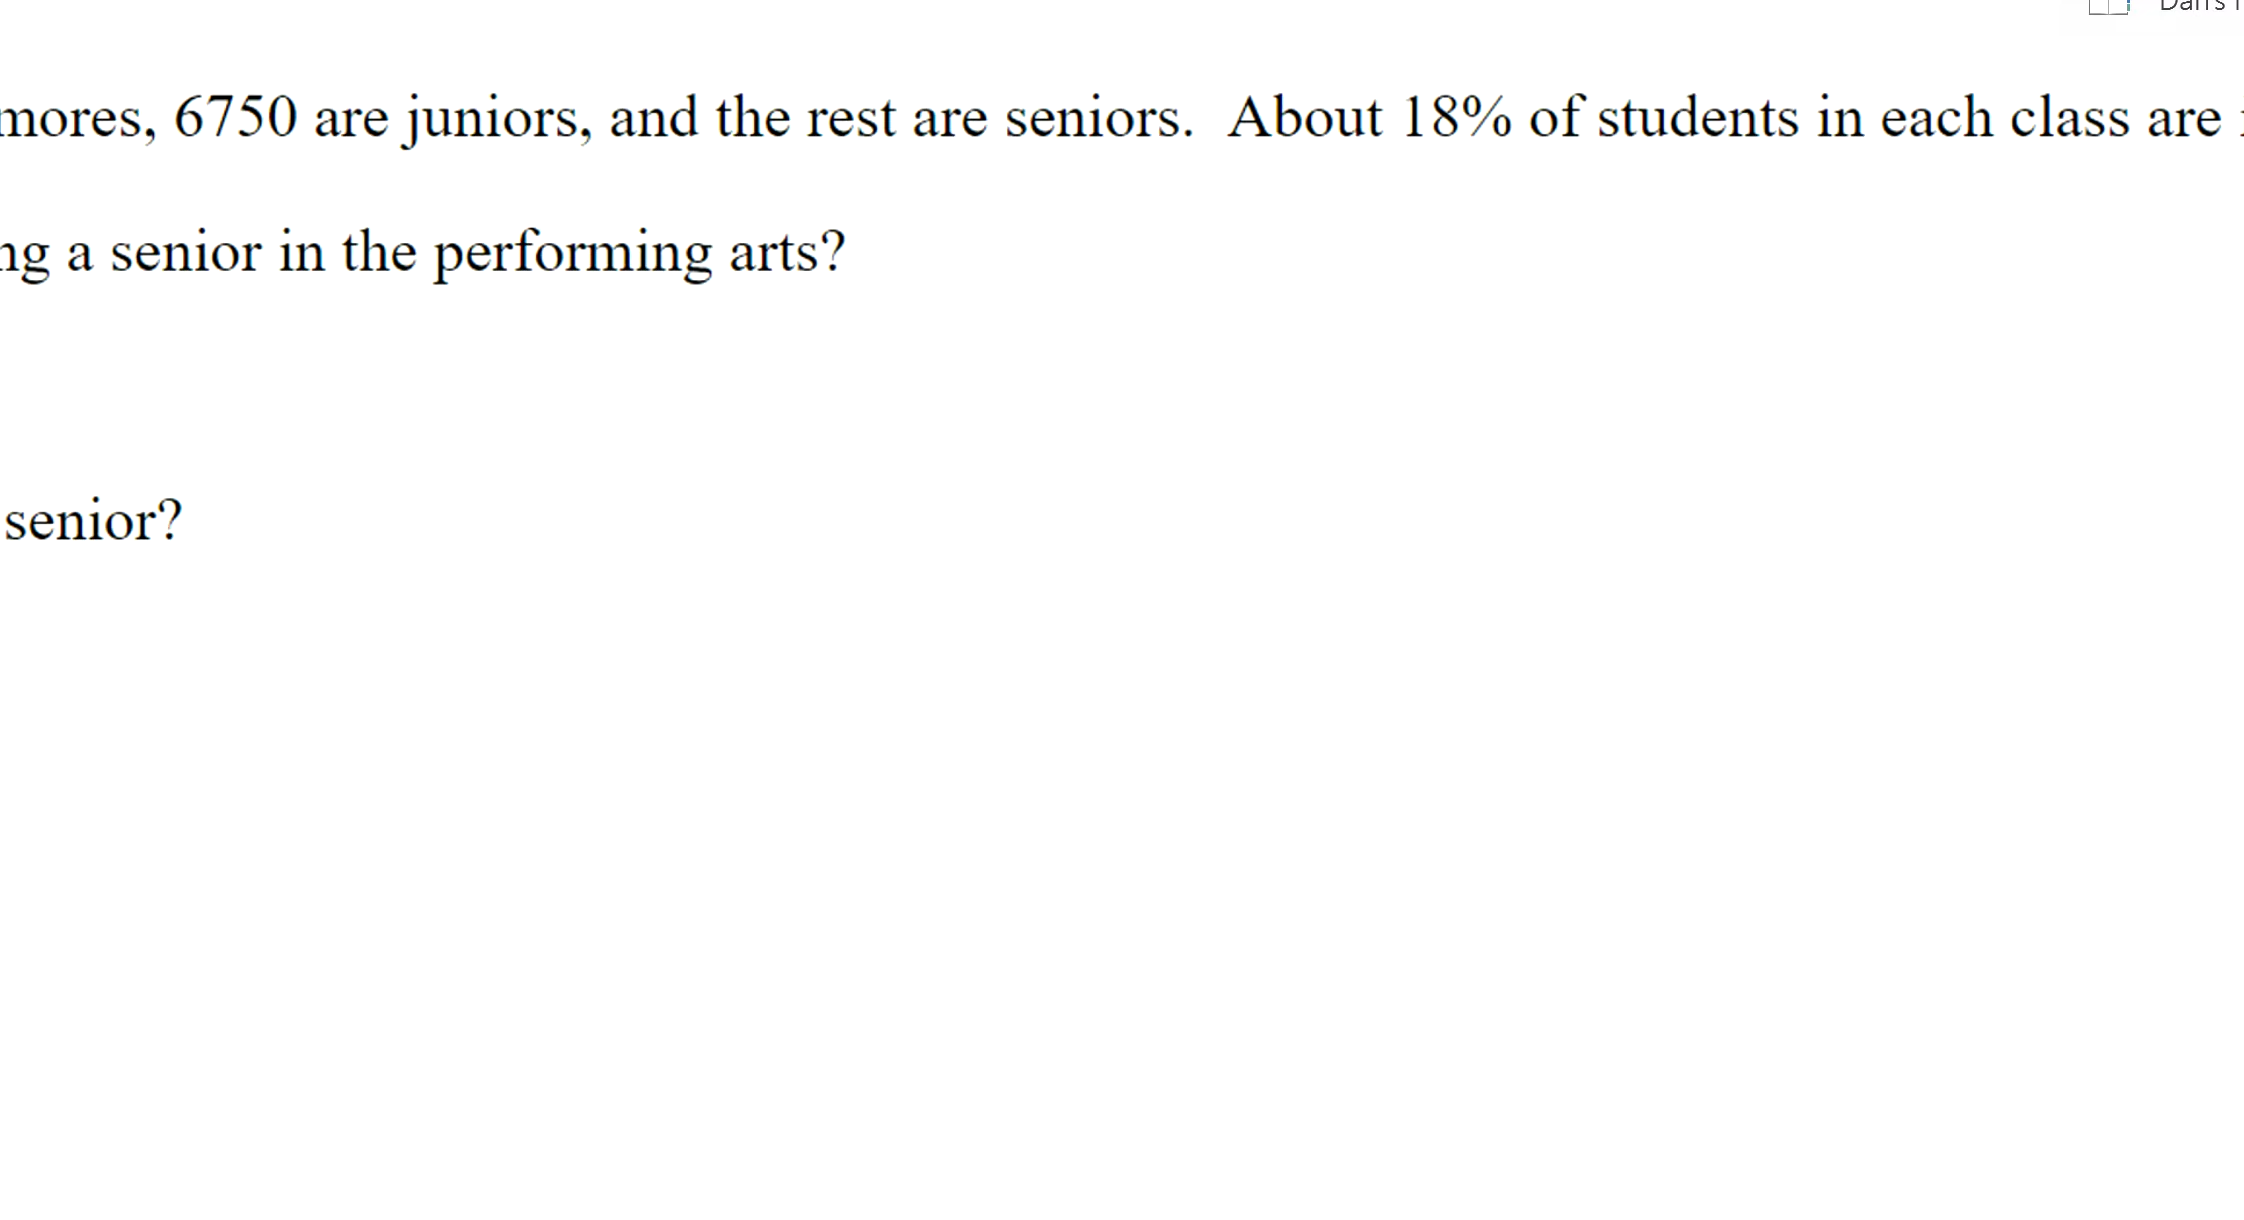 mores, 6750 are juniors, and the rest are seniors. About 18% of students in each class are
ng a senior in the performing arts?
senior?